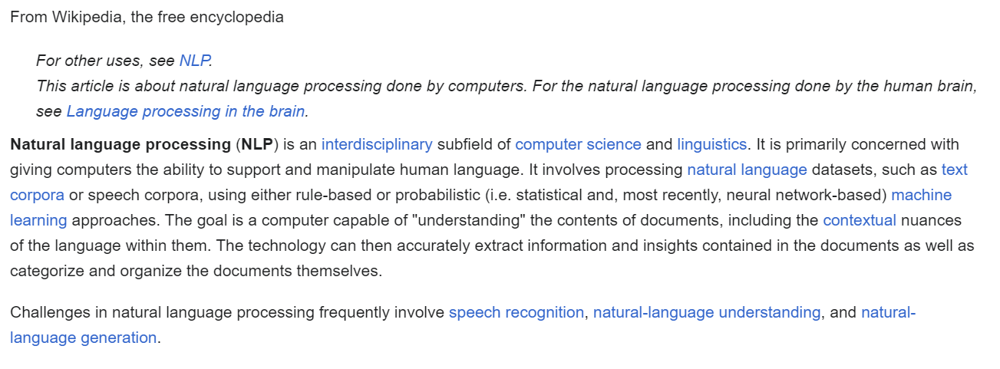 From Wikipedia, the free encyclopedia
For other uses, see NLP.
This article is about natural language processing done by computers. For the natural language processing done by the human brain,
see Language processing in the brain.
Natural language processing (NLP) is an interdisciplinary subfield of computer science and linguistics. It is primarily concerned with
giving computers the ability to support and manipulate human language. It involves processing natural language datasets, such as text
corpora or speech corpora, using either rule-based or probabilistic (i.e. statistical and, most recently, neural network-based) machine
learning approaches. The goal is a computer capable of "understanding" the contents of documents, including the contextual nuances
of the language within them. The technology can then accurately extract information and insights contained in the documents as well as
categorize and organize the documents themselves.
Challenges in natural language processing frequently involve speech recognition, natural-language understanding, and natural-
language generation.